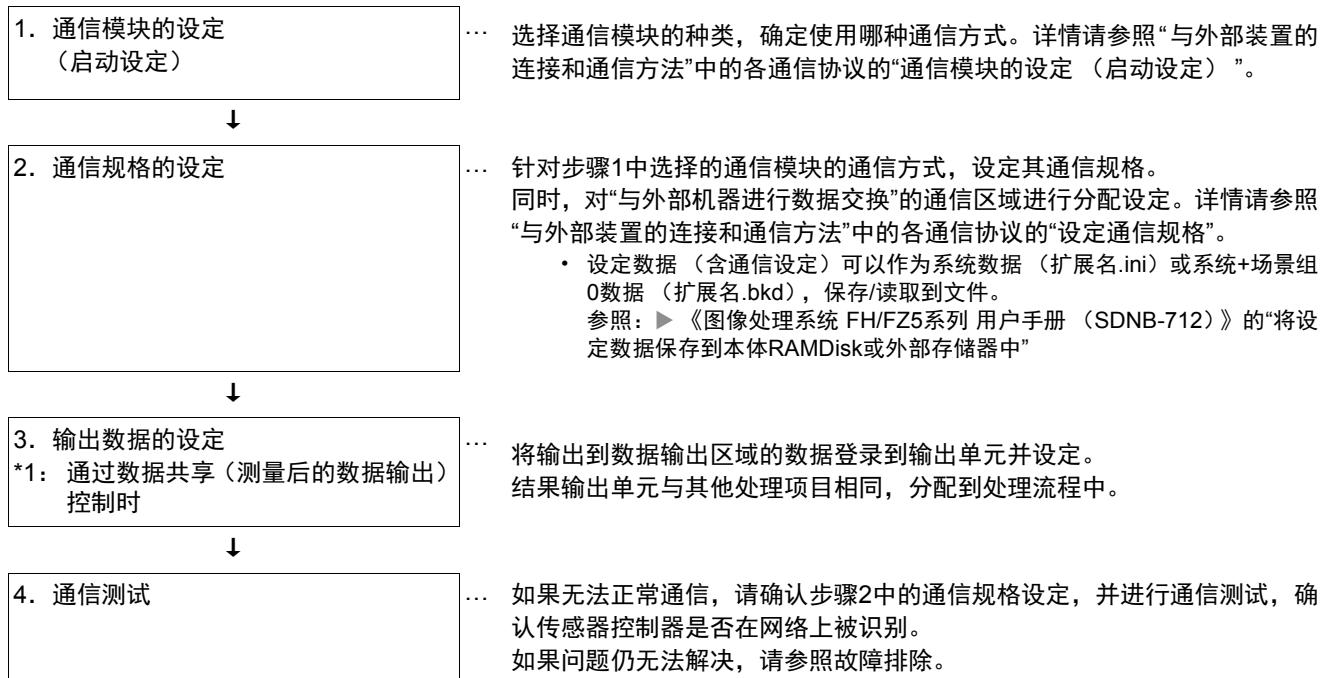 1. 通信模块的设定
（启动设定）
… 选择通信模块的种类，确定使用哪种通信方式。详情请参照“与外部装置的
连接和通信方法”中的各通信协议的“通信模块的设定 （启动设定） ”。
↓
2. 通信规格的设定
… 针对步骤1中选择的通信模块的通信方式，设定其通信规格。
同时，对“与外部机器进行数据交换”的通信区域进行分配设定。详情请参照
“与外部装置的连接和通信方法”中的各通信协议的“设定通信规格”。
• 设定数据 （含通信设定）可以作为系统数据 （扩展名.ini）或系统+场景组
0数据 （扩展名.bkd），保存/读取到文件。
参照：▶ 《图像处理系统 FH/FZ5系列 用户手册 （SDNB-712）》的“将设
定数据保存到本体RAMDisk或外部存储器中”
↓
3. 输出数据的设定
*1： 通过数据共享（测量后的数据输出）
控制时
… 将输出到数据输出区域的数据登录到输出单元并设定。
结果输出单元与其他处理项目相同，分配到处理流程中。
↓
4. 通信测试
… 如果无法正常通信，请确认步骤2中的通信规格设定，并进行通信测试，确
认传感器控制器是否在网络上被识别。
如果问题仍无法解决，请参照故障排除。